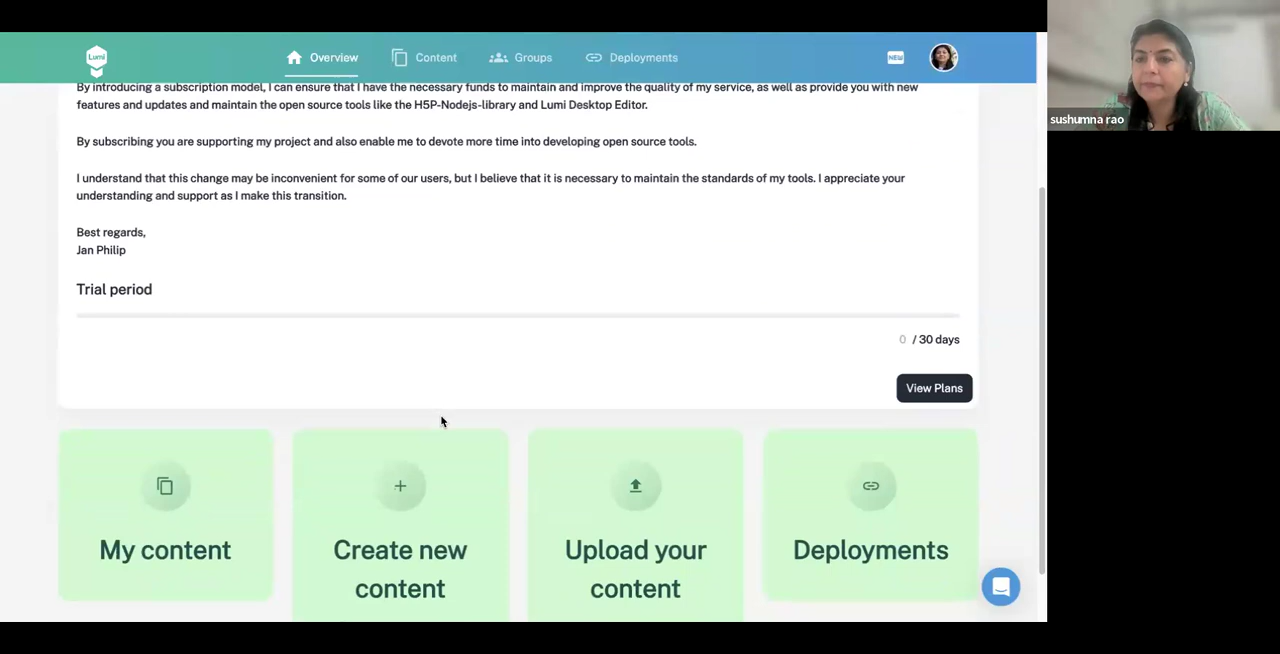 Lumi
Overview
Content
Groups
Deployments
NEW
sushumna rao
By introducing a subscription model, I can ensure that I have the necessary funds to maintain and improve the quality of my service, as well as provide you with new
features and updates and maintain the open source tools like the H5P-Nodejs-library and Lumi Desktop Editor.
By subscribing you are supporting my project and also enable me to devote more time into developing open source tools.
I understand that this change may be inconvenient for some of our users, but I believe that it is necessary to maintain the standards of my tools. I appreciate your
understanding and support as I make this transition.
Best regards,
Jan Philip
Trial period
0 / 30 days
View Plans
My content
Create new
content
Upload your
content
Deployments